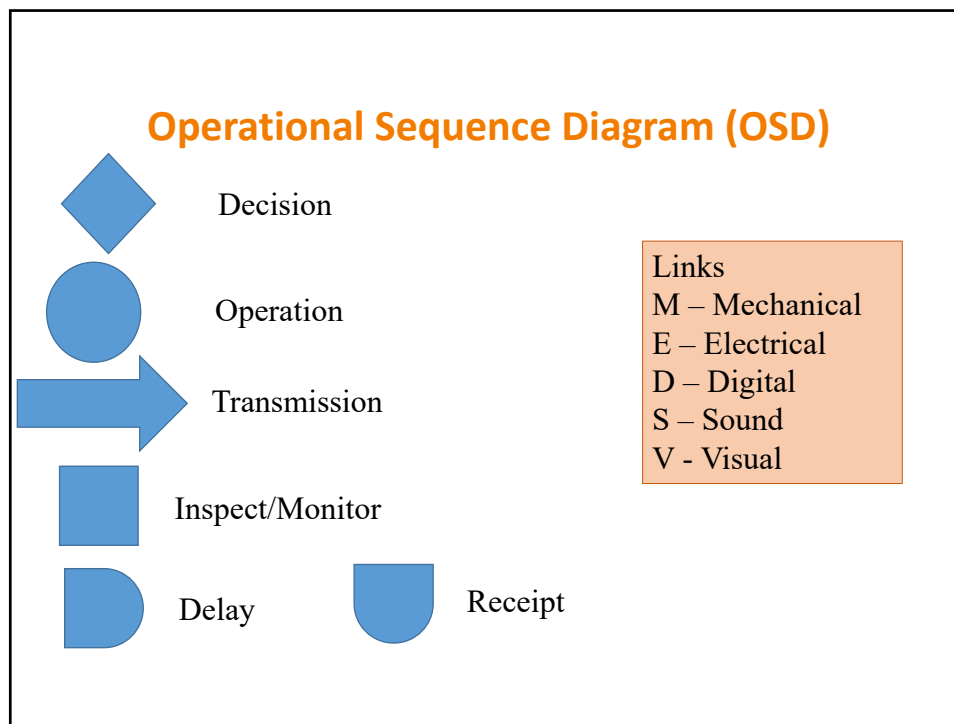 Operational Sequence Diagram (OSD)
Decision
Operation
Transmission
Inspect/Monitor
Delay
Receipt
Links
M – Mechanical
E – Electrical
D – Digital
S – Sound
V - Visual